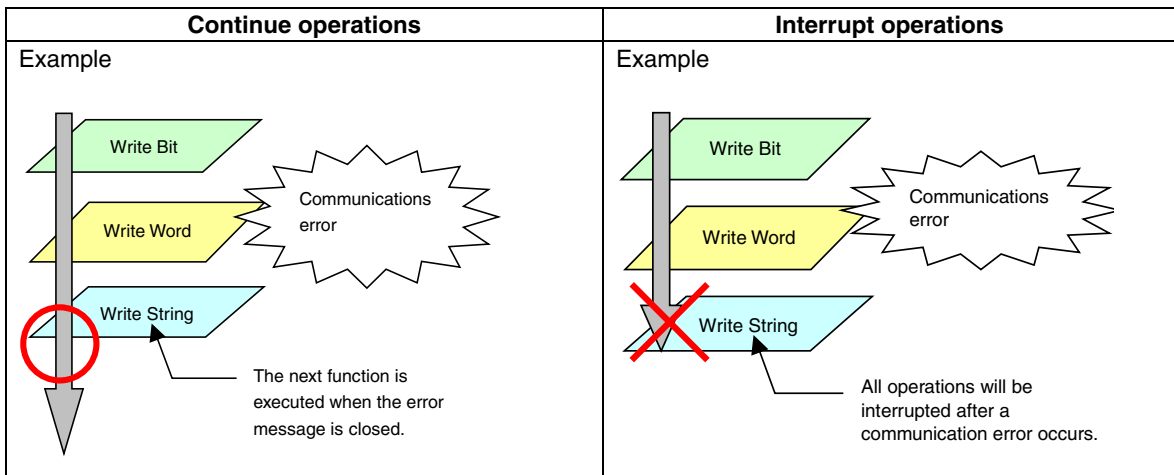 Continue operations
Example
Write Bit
Communications
error
Write Word
Write String
The next function is
executed when the error
message is closed.
Interrupt operations
Example
Write Bit
Communications
error
Write Word
Write String
All operations will be
interrupted after a
communication error occurs.